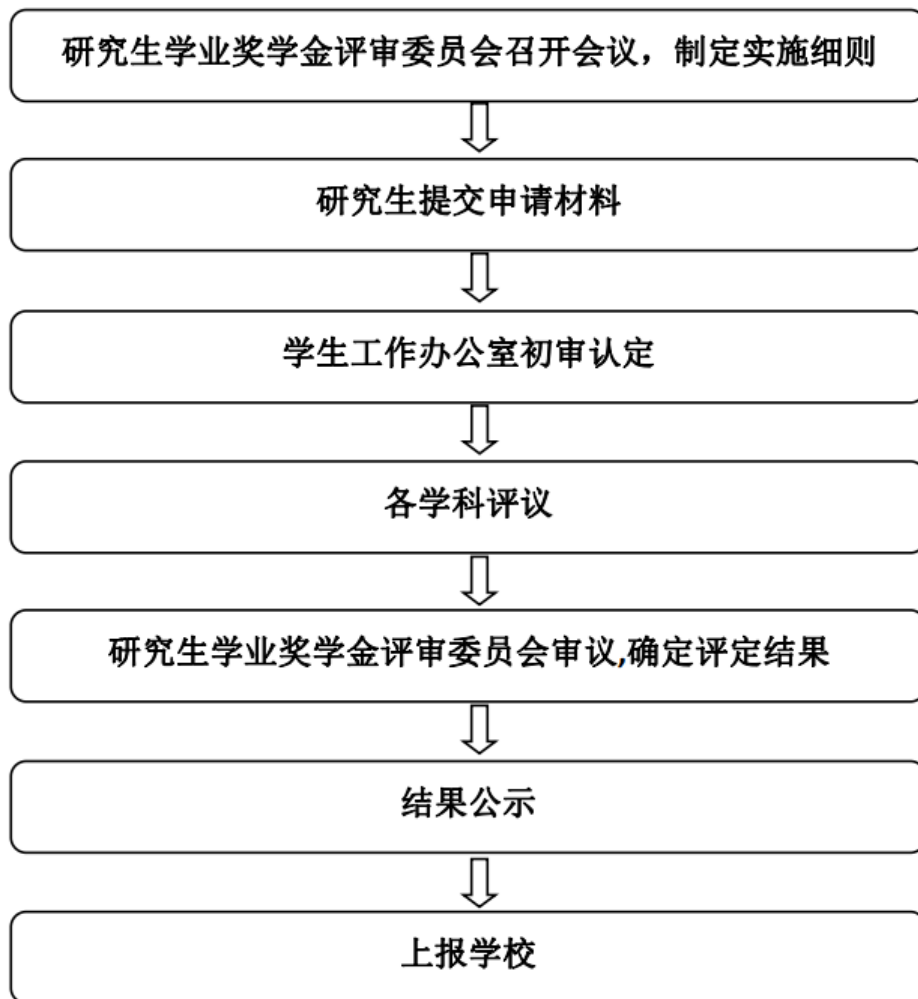 研究生学业奖学金评审委员会召开会议，制定实施细则
研究生提交申请材料
学生工作办公室初审认定
各学科评议
研究生学业奖学金评审委员会审议,确定评定结果
结果公示
上报学校